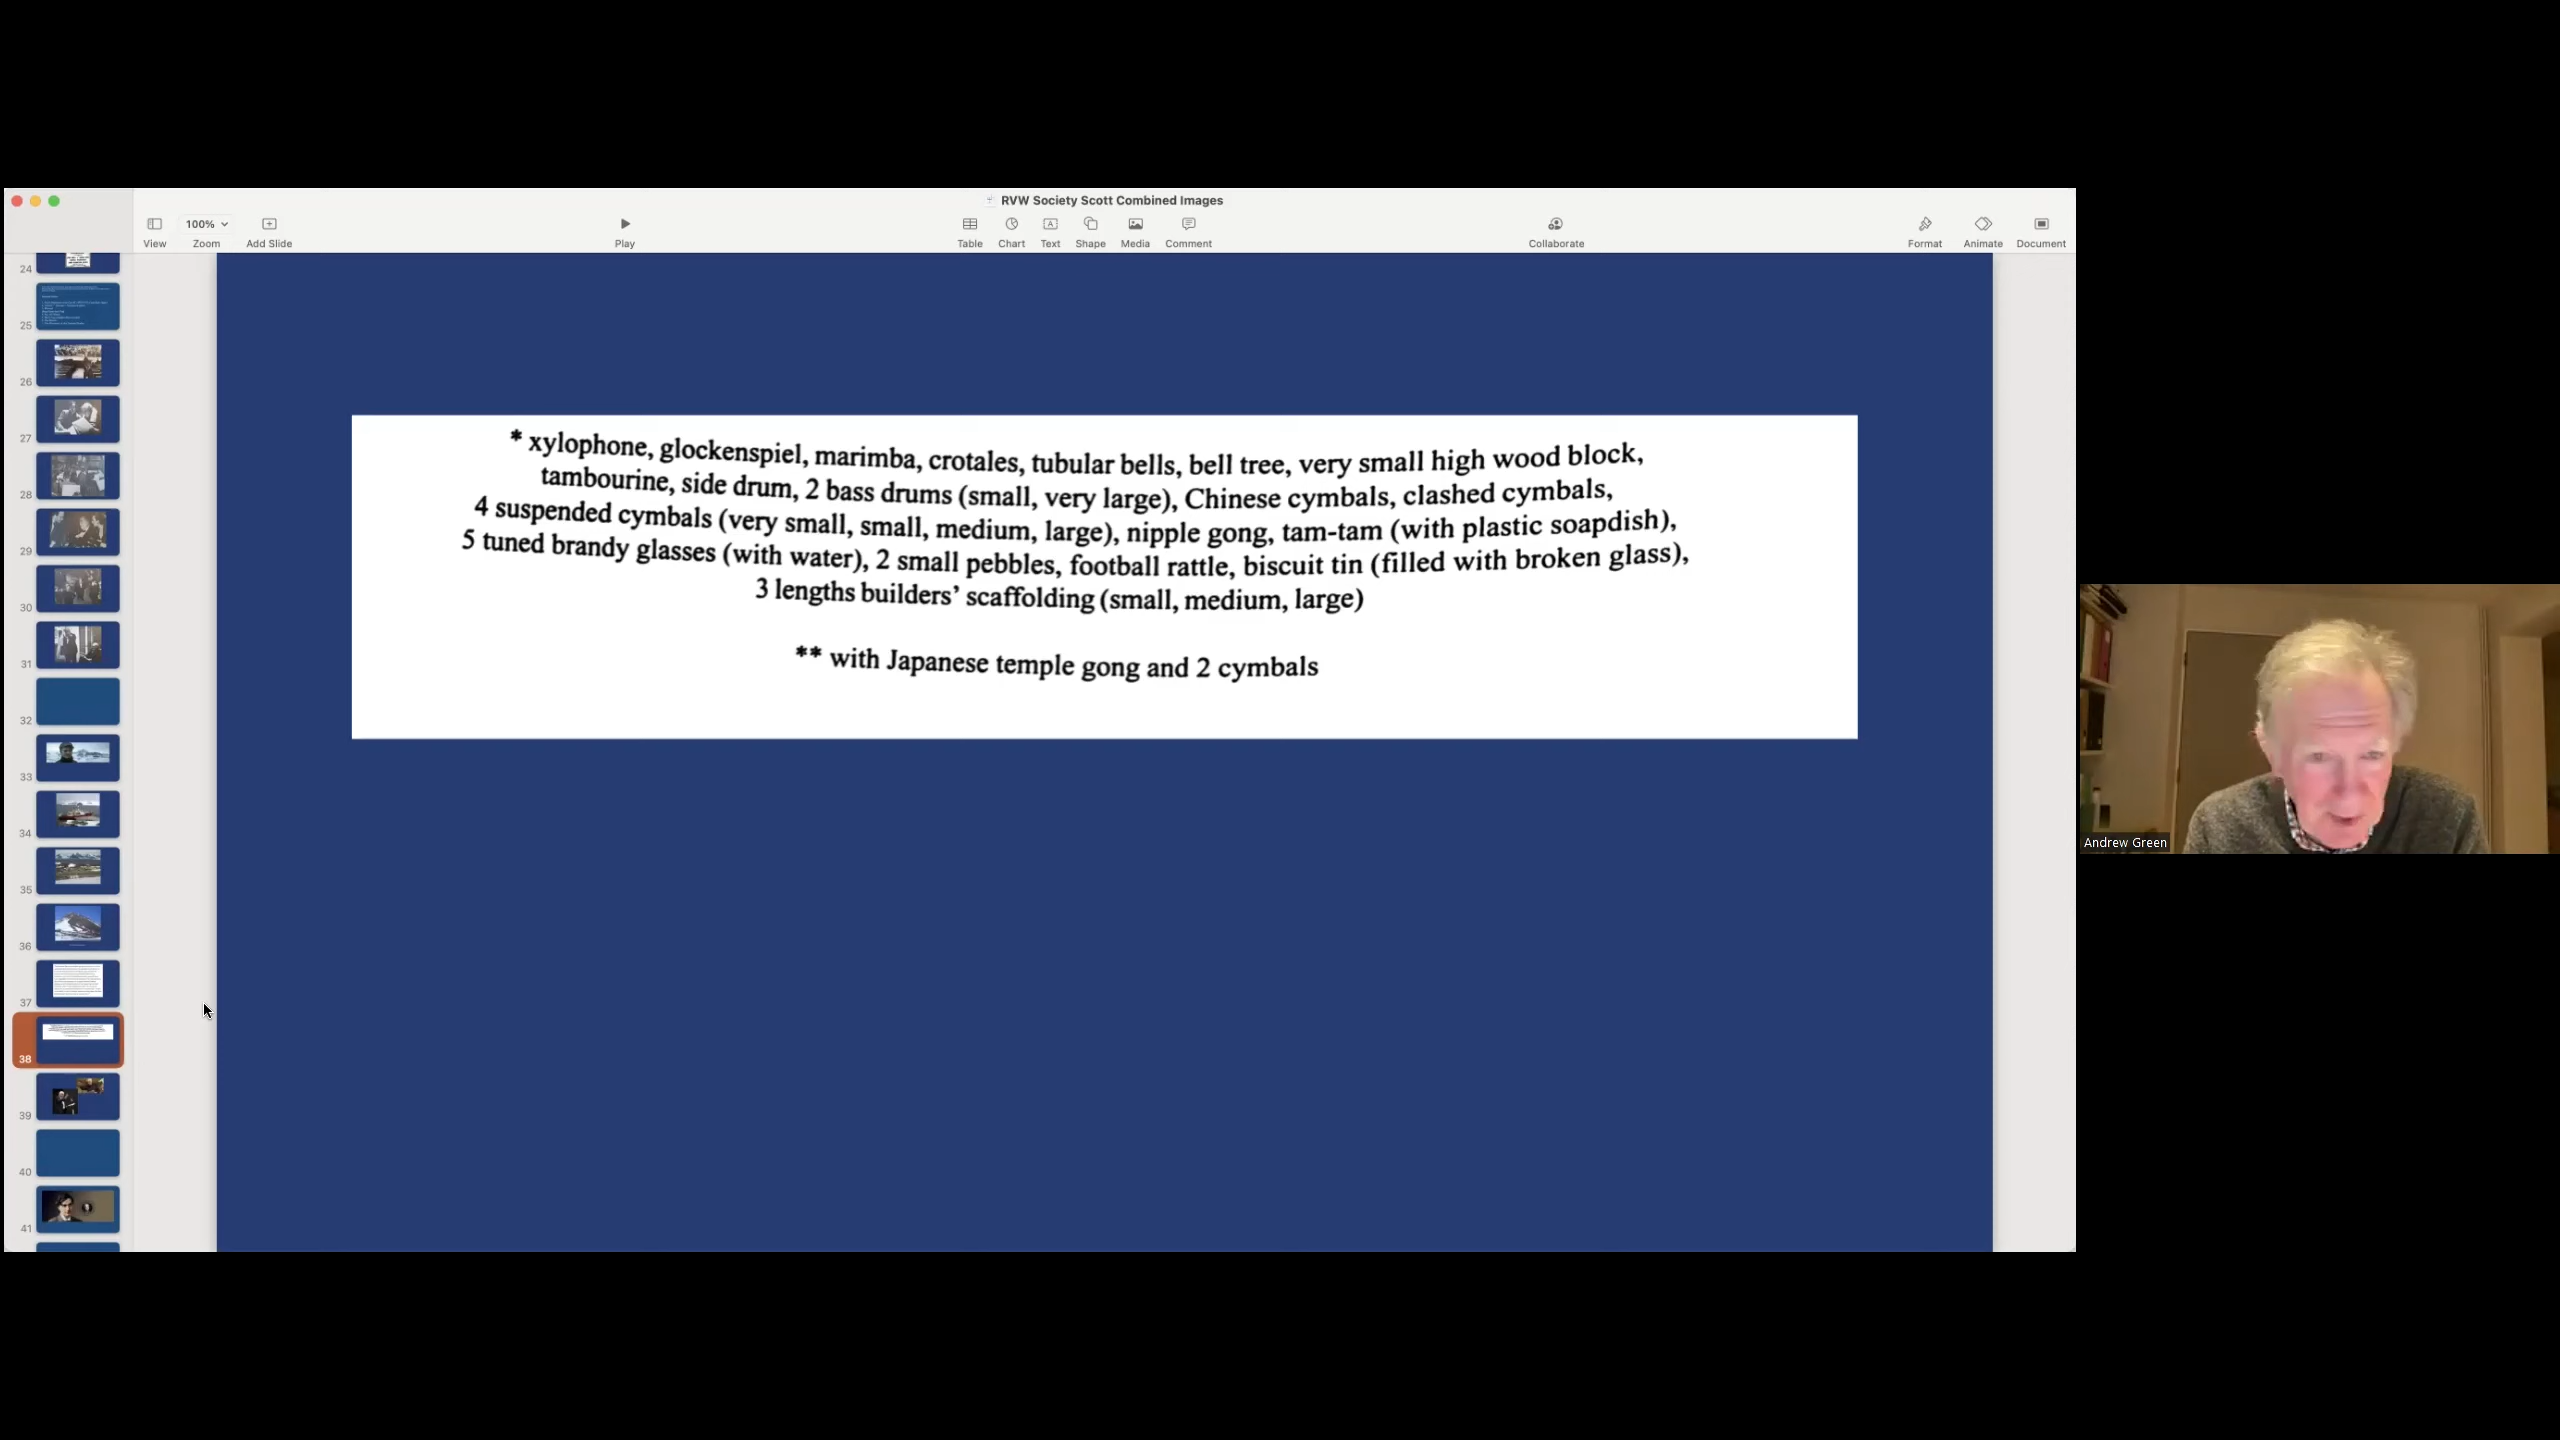 RVW Society Scott Combined Images
100%
View
Zoom
Add Slide
Play
Table
Chart
Text
Shape
Media
Comment
Collaborate
Format
Animate
Document
24
25
26
27
28
29
30
31
32
33
34
35
36
37
38
39
40
41
* xylophone, glockenspiel, marimba, crotales, tubular bells, bell tree, very small high wood block,
tambourine, side drum, 2 bass drums (small, very large), Chinese cymbals, clashed cymbals,
4 suspended cymbals (very small, small, medium, large), nipple gong, tam-tam (with plastic soapdish),
5 tuned brandy glasses (with water), 2 small pebbles, football rattle, biscuit tin (filled with broken glass),
3 lengths builders’ scaffolding (small, medium, large)
** with Japanese temple gong and 2 cymbals
Andrew Green